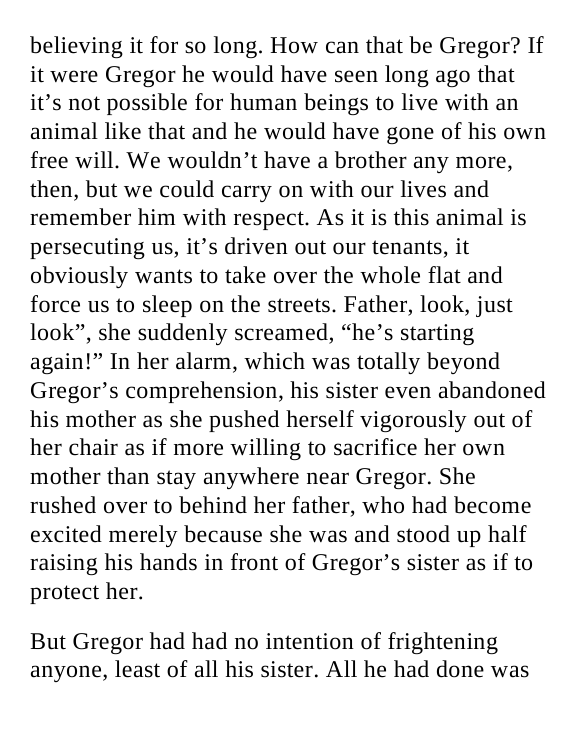 believing it for so long. How can that be Gregor? If
it were Gregor he would have seen long ago that
it’s not possible for human beings to live with an
animal like that and he would have gone of his own
free will. We wouldn’t have a brother any more,
then, but we could carry on with our lives and
remember him with respect. As it is this animal is
persecuting us, it’s driven out our tenants, it
obviously wants to take over the whole flat and
force us to sleep on the streets. Father, look, just
look”, she suddenly screamed, “he’s starting
again!” In her alarm, which was totally beyond
Gregor’s comprehension, his sister even abandoned
his mother as she pushed herself vigorously out of
her chair as if more willing to sacrifice her own
mother than stay anywhere near Gregor. She
rushed over to behind her father, who had become
excited merely because she was and stood up half
raising his hands in front of Gregor’s sister as if to
protect her.
But Gregor had had no intention of frightening
anyone, least of all his sister. All he had done was